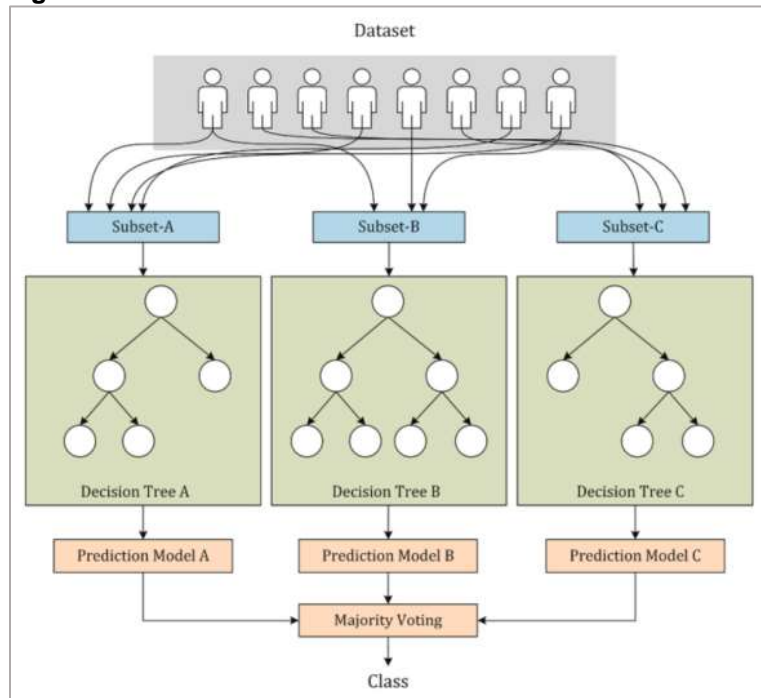 Dataset
Subset-A
Subset-B
Subset-C
Decision Tree A
Decision Tree B
Decision Tree C
Prediction Model A
Prediction Model B
Prediction Model C
Majority Voting
Class